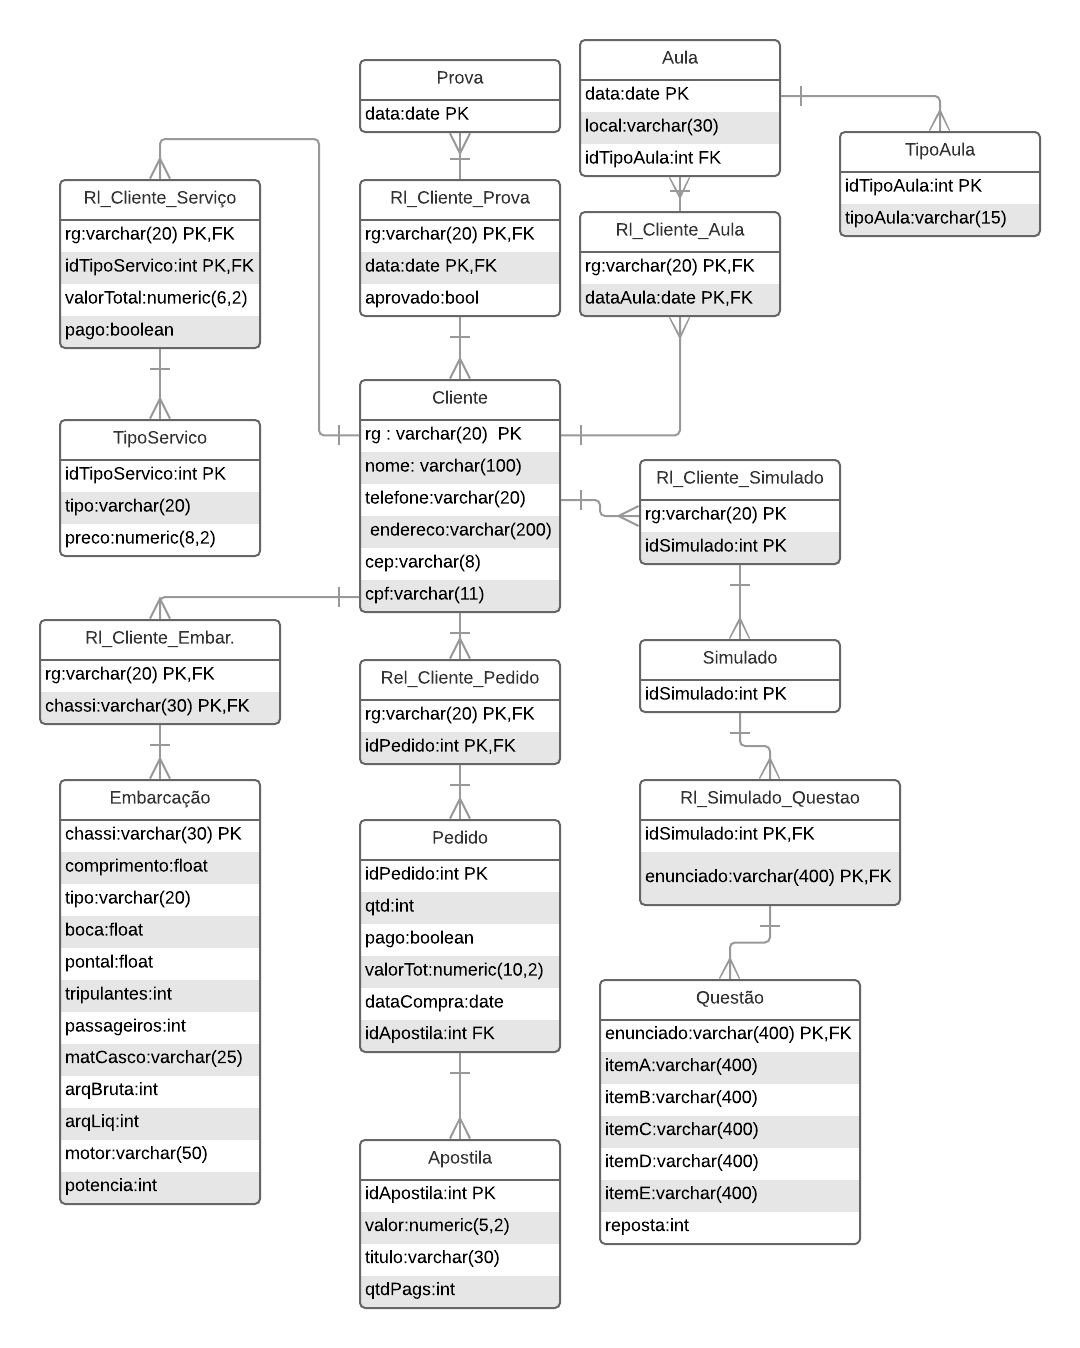 Prova
data:date PK
Aula
data:date PK
local:varchar(30)
idTipoAula:int FK
TipoAula
idTipoAula:int PK
tipoAula:varchar(15)
Rl_Cliente_Serviço
rg:varchar(20) PK,FK
idTipoServico:int PK,FK
valorTotal:numeric(6,2)
pago:boolean
Rl_Cliente_Prova
rg:varchar(20) PK,FK
data:date PK,FK
aprovado:bool
Rl_Cliente_Aula
rg:varchar(20) PK,FK
dataAula:date PK,FK
TipoServico
idTipoServico:int PK
tipo:varchar(20)
preco:numeric(8,2)
Cliente
rg : varchar(20)  PK
nome: varchar(100)
telefone:varchar(20)
endereco:varchar(200)
cep:varchar(8)
cpf:varchar(11)
Rl_Cliente_Simulado
rg:varchar(20) PK
idSimulado:int PK
Rl_Cliente_Embar.
rg:varchar(20) PK,FK
chassi:varchar(30) PK,FK
Rel_Cliente_Pedido
rg:varchar(20) PK,FK
idPedido:int PK,FK
Simulado
idSimulado:int PK
Embarcação
chassi:varchar(30) PK
comprimento:float
tipo:varchar(20)
boca:float
pontal:float
tripulantes:int
passageiros:int
matCasco:varchar(25)
arqBruta:int
arqLiq:int
motor:varchar(50)
potencia:int
Pedido
idPedido:int PK
qtd:int
pago:boolean
valorTot:numeric(10,2)
dataCompra:date
idApostila:int FK
Rl_Simulado_Questao
idSimulado:int PK,FK
enunciado:varchar(400) PK,FK
Questão
enunciado:varchar(400) PK,FK
itemA:varchar(400)
itemB:varchar(400)
itemC:varchar(400)
itemD:varchar(400)
itemE:varchar(400)
reposta:int
Apostila
idApostila:int PK
valor:numeric(5,2)
titulo:varchar(30)
qtdPags:int